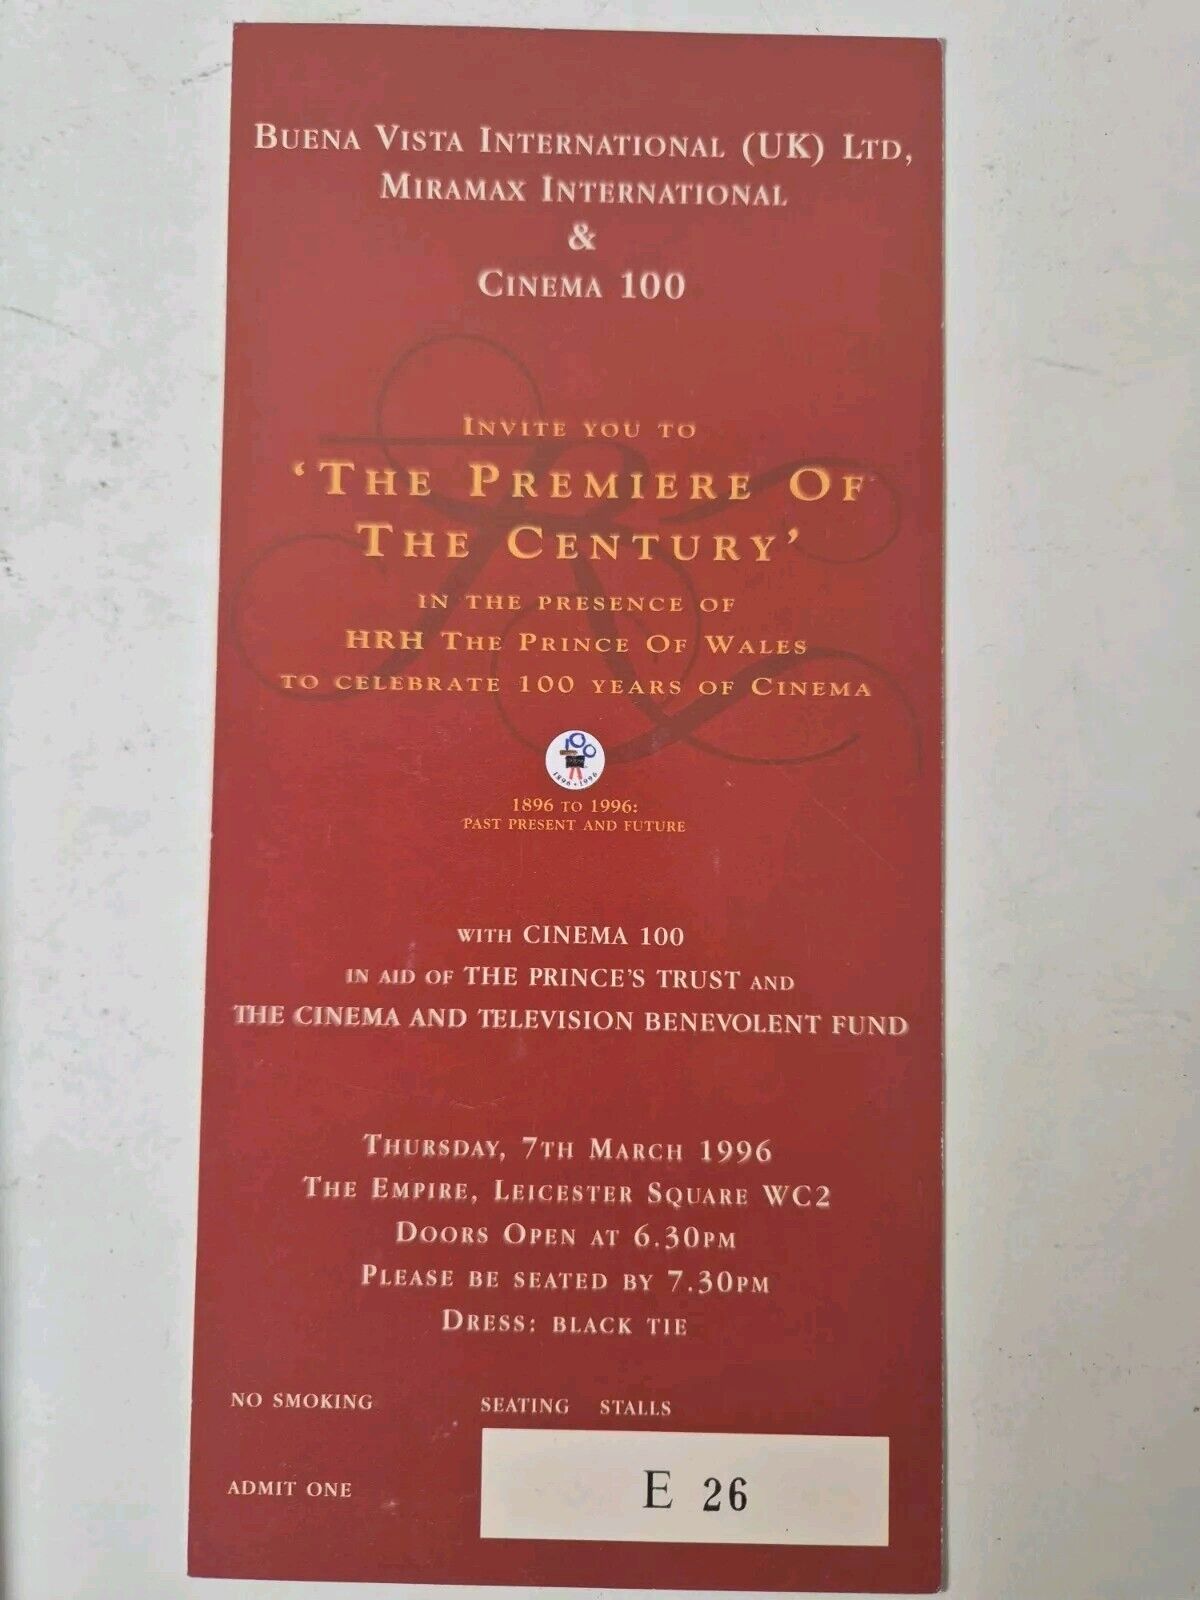 BUENA VISTA INTERNATIONAL (UK) LTD,
MIRAMAX INTERNATIONAL
&
CINEMA 100
INVITE YOU TO
‘THE PREMIERE OF
THE CENTURY’
IN THE PRESENCE OF
HRH THE PRINCE OF WALES
TO CELEBRATE 100 YEARS OF CINEMA
100
1896 • 1996
1896 TO 1996:
PAST PRESENT AND FUTURE
WITH CINEMA 100
IN AID OF THE PRINCE'S TRUST AND
THE CINEMA AND TELEVISION BENEVOLENT FUND
THURSDAY, 7TH MARCH 1996
THE EMPIRE, LEICESTER SQUARE WC2
DOORS OPEN AT 6.30PM
PLEASE BE SEATED BY 7.30PM
DRESS: BLACK TIE
NO SMOKING
SEATING STALLS
ADMIT ONE
E 26